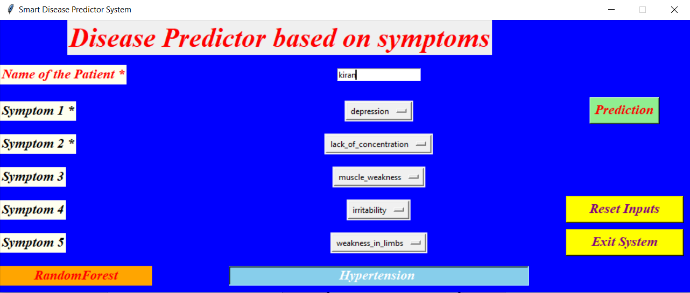 Smart Disease Predictor System
Disease Predictor based on symptoms
Name of the Patient * kiran
Symptom 1 * depression Prediction
Symptom 2 * lack_of_concentration
Symptom 3 muscle_weakness
Symptom 4 irritability Reset Inputs
Symptom 5 weakness_in_limbs Exit System
RandomForest Hypertension